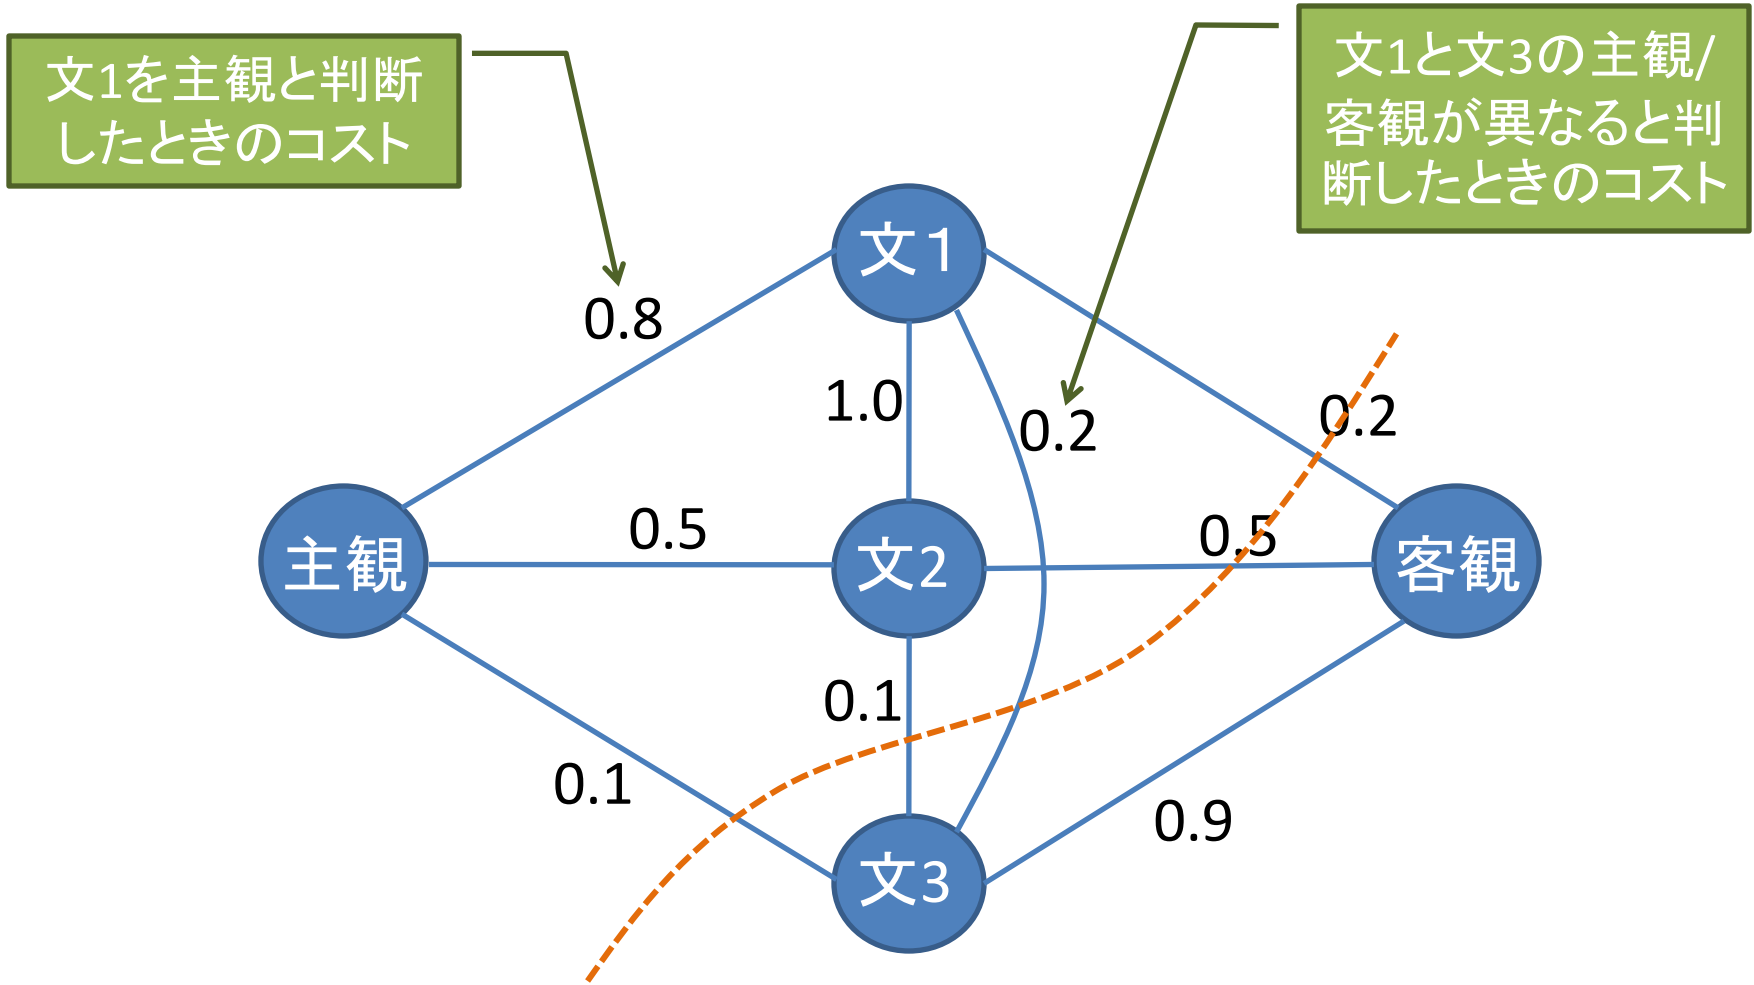 文1を主観と判断
したときのコスト
文1と文3の主観/
客観が異なると判
断したときのコスト
文1
0.8
1.0
0.2
0.2
主観
0.5
文2
0.5
客観
0.1
0.1
0.9
文3